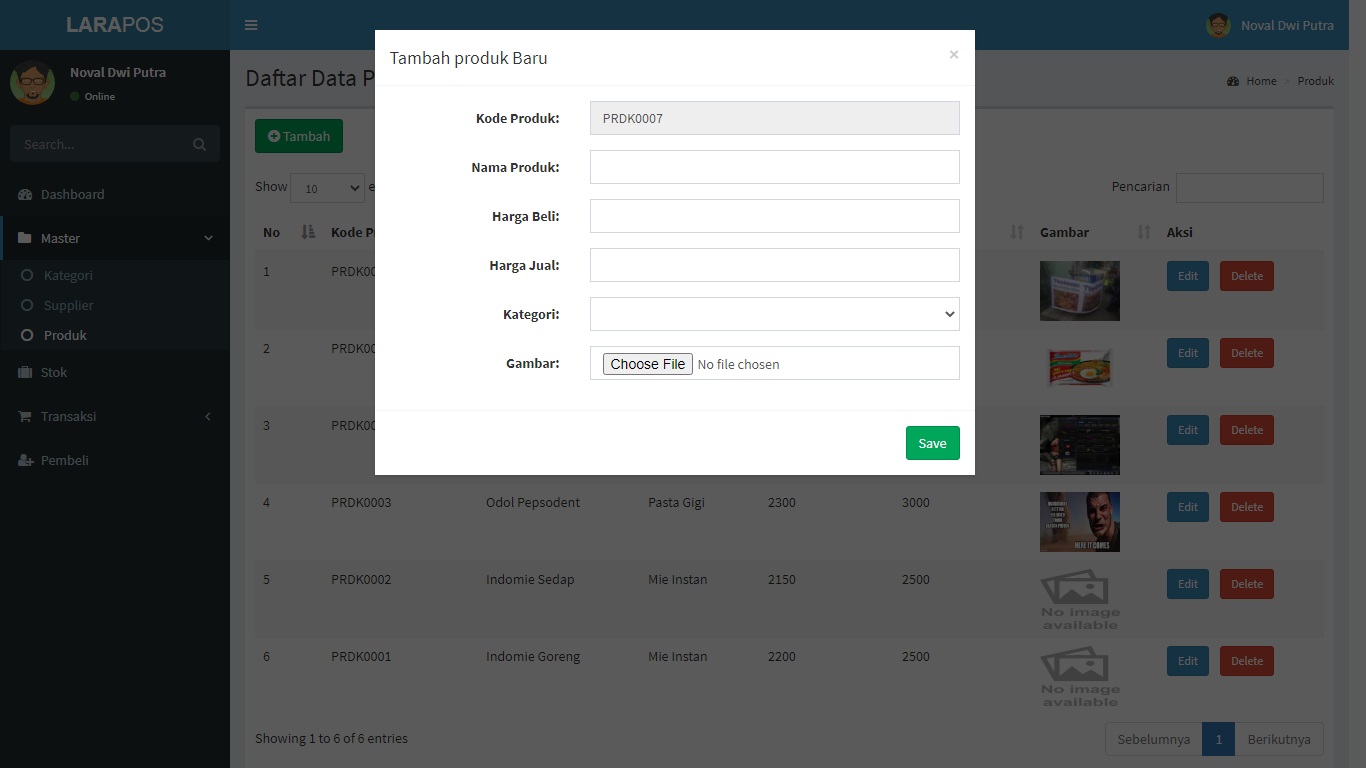 LARAPOS
Noval Dwi Putra
Noval Dwi Putra
Online
Search...
Dashboard
Master
Kategori
Supplier
Produk
Stok
Transaksi
Pembeli
Daftar Data P
Home > Produk
Tambah
Show 10 e
Pencarian
No Kode P Gambar Aksi
1 PRDK00 Edit Delete
2 PRDK00 Edit Delete
3 PRDK00 Edit Delete
4 PRDK0003 Odol Pepsodent Pasta Gigi 2300 3000 Edit Delete
HERE IT COMES
5 PRDK0002 Indomie Sedap Mie Instan 2150 2500 Edit Delete
No image
available
6 PRDK0001 Indomie Goreng Mie Instan 2200 2500 Edit Delete
No image
available
Showing 1 to 6 of 6 entries
Sebelumnya 1 Berikutnya
Tambah produk Baru ×
Kode Produk: PRDK0007
Nama Produk:
Harga Beli:
Harga Jual:
Kategori:
Gambar: Choose File No file chosen
Save